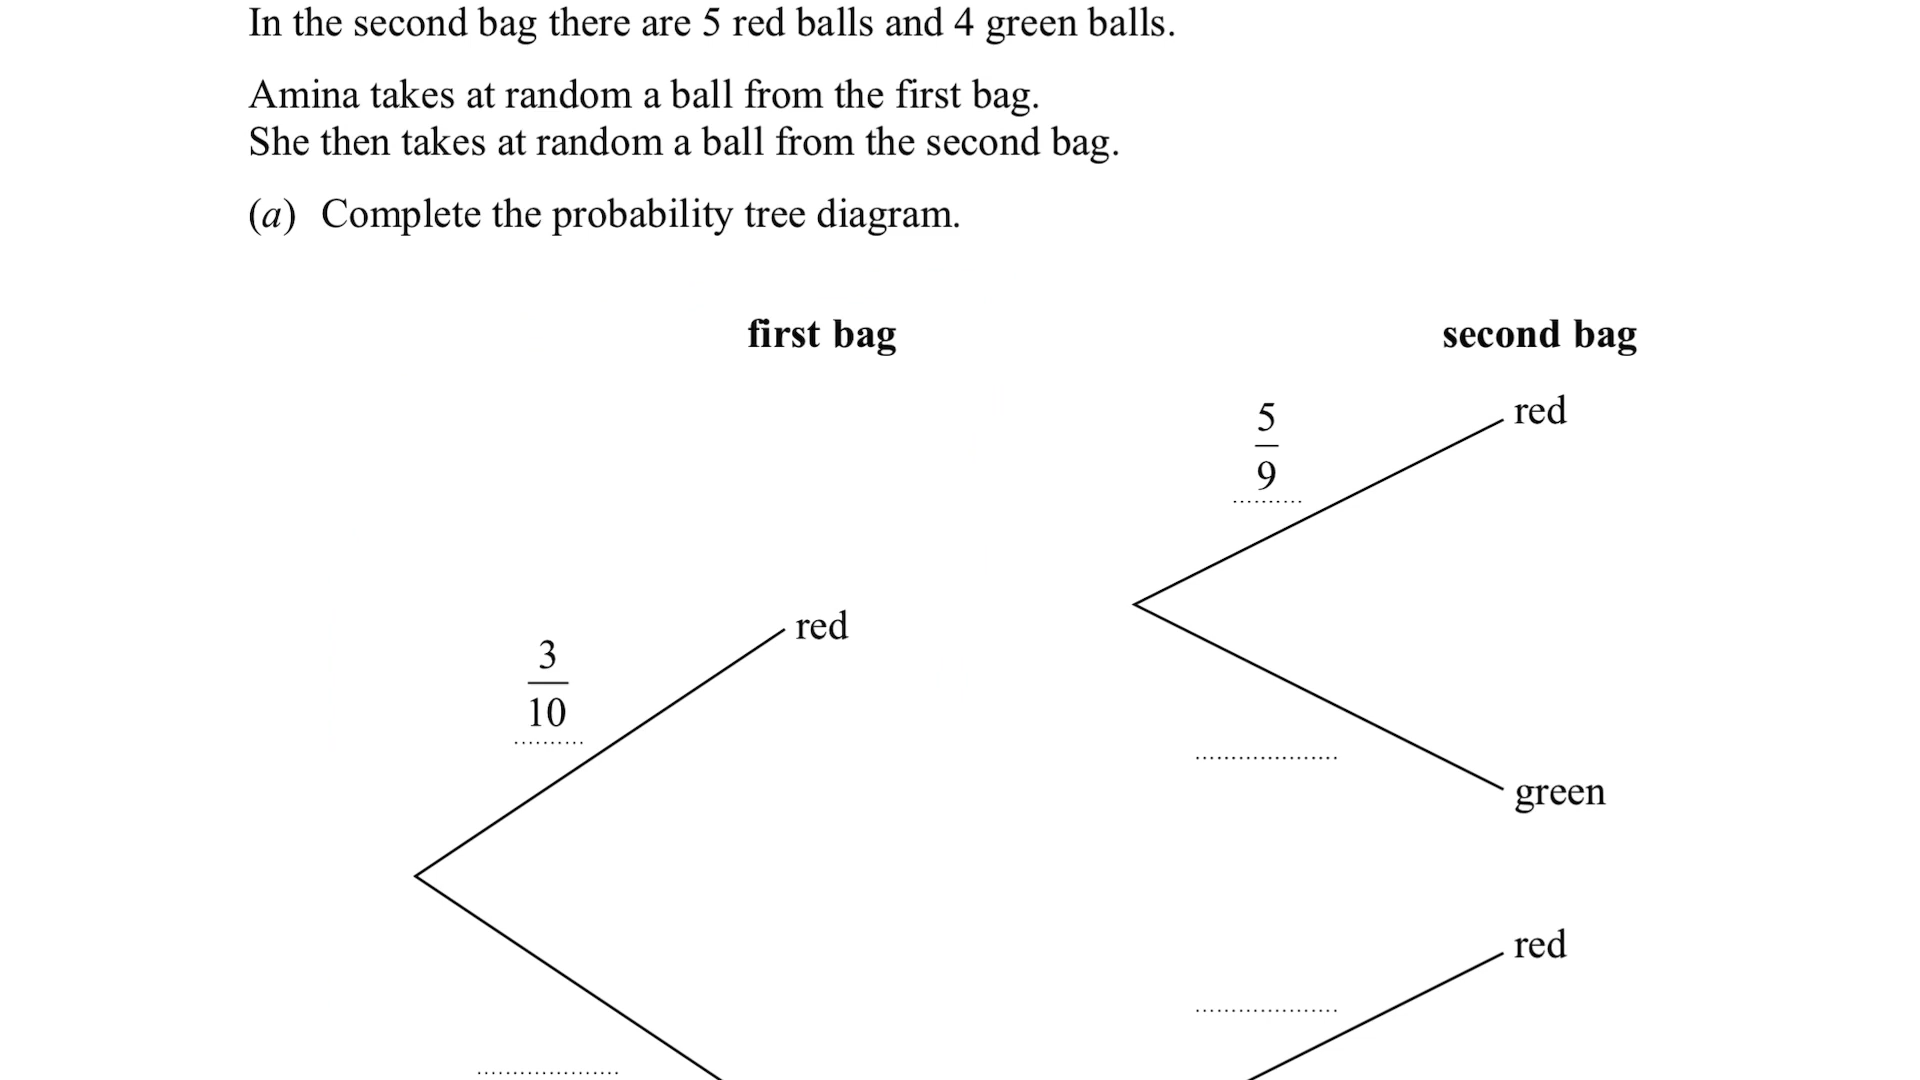 In the second bag there are 5 red balls and 4 green balls.
Amina takes at random a ball from the first bag.
She then takes at random a ball from the second bag.
(a) Complete the probability tree diagram.
first bag
second bag
red
5
9
red
3
10
green
red